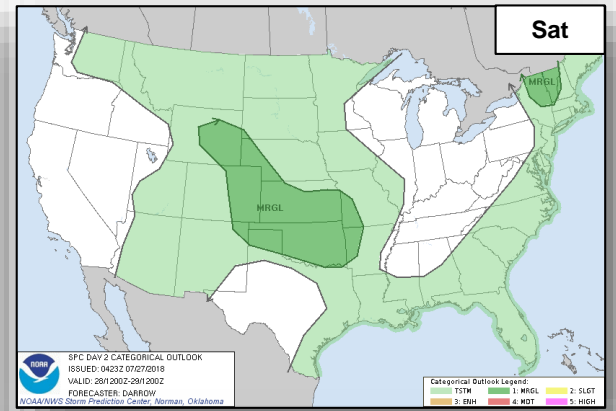 Sat
MRGL
MRGL
noaa
SPC DAY 2 CATEGORICAL OUTLOOK
ISSUED: 0423Z 07/27/2018
VALID: 28/1200Z-29/1200Z
FORECASTER: DARROW
NOAA/NWS Storm Prediction Center, Norman, Oklahoma
Categorical Outlook Legend:
TSTM 1: MRGL 2: SLGT
3: ENH 4: MDT 5: HIGH